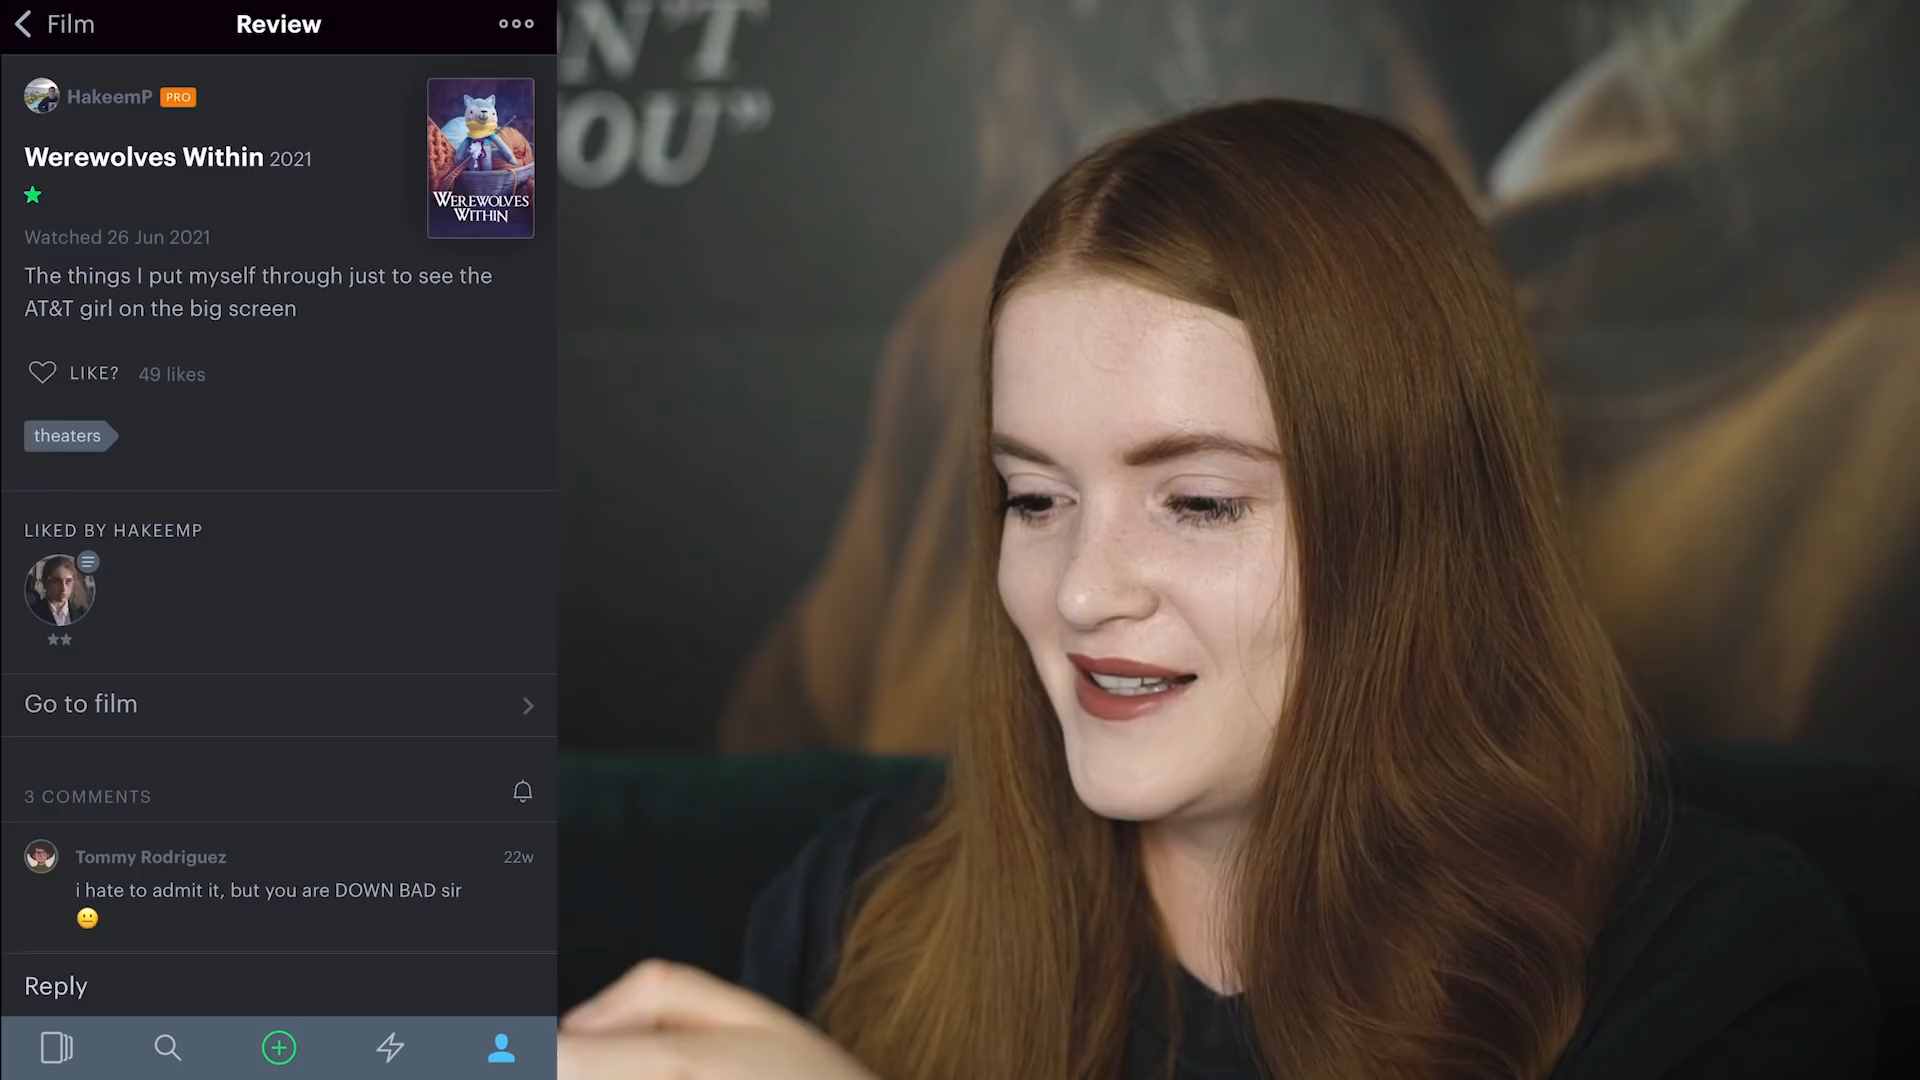 Film
Review
HakeemP PRO
Werewolves Within 2021
WEREWOLVES
WITHIN
Watched 26 Jun 2021
The things I put myself through just to see the
AT&T girl on the big screen
LIKE?
49 likes
theaters
LIKED BY HAKEEMP
Go to film
3 COMMENTS
Tommy Rodriguez
22w
i hate to admit it, but you are DOWN BAD sir
Reply
N'T
OU"